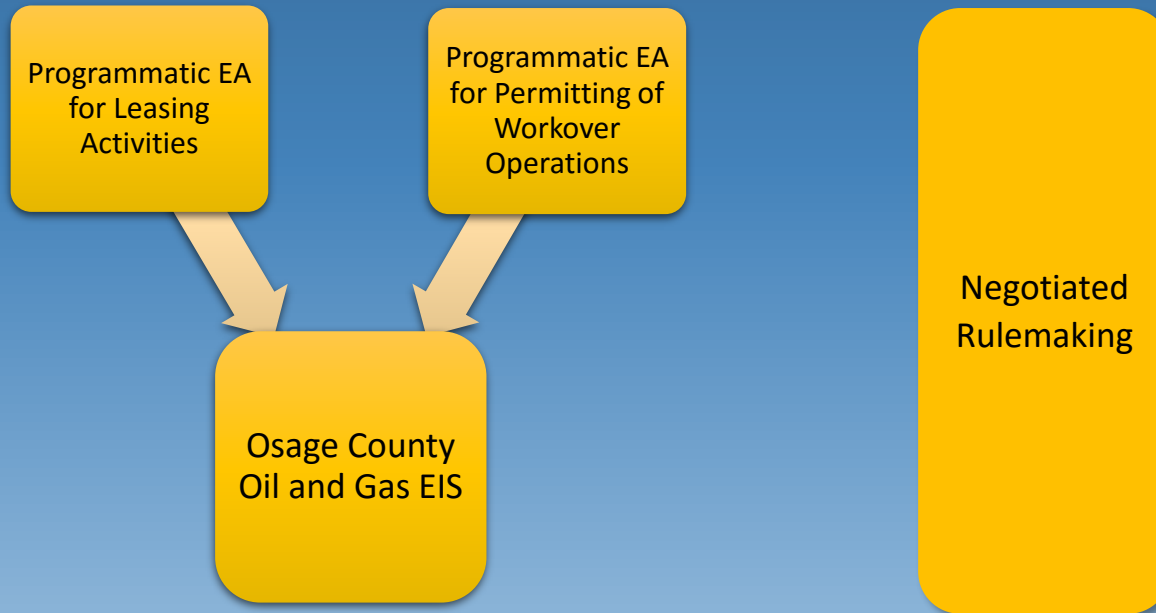 Programmatic EA
for Leasing
Activities
Programmatic EA
for Permitting of
Workover
Operations
Osage County
Oil and Gas EIS
Negotiated
Rulemaking